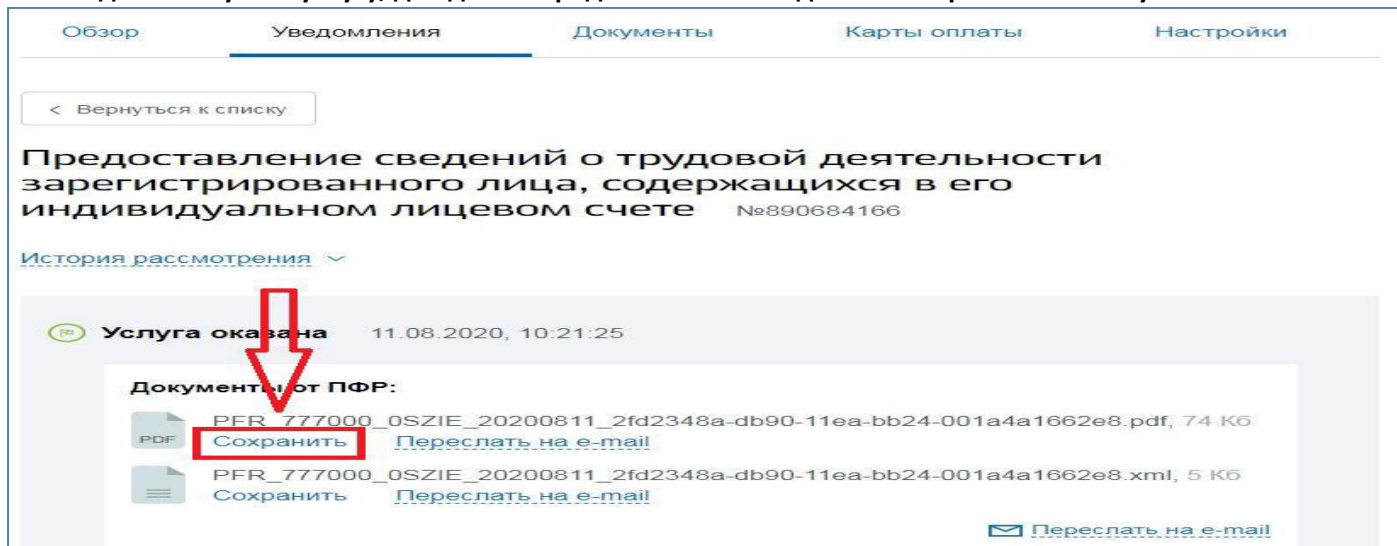 Обзор Уведомления Документы Карты оплаты Настройки
< Вернуться к списку
Предоставление сведений о трудовой деятельности
зарегистрированного лица, содержащихся в его
индивидуальном лицевом счете №890684166
История рассмотрения
Услуга оказана 11.08.2020, 10:21:25
Документы от ПФР:
PFR_777000_0SZIE_20200811_2fd2348a-db90-11ea-bb24-001a4a1662e8.pdf, 74 Кб
PDF
Сохранить Переслать на e-mail
PFR_777000_0SZIE_20200811_2fd2348a-db90-11ea-bb24-001a4a1662e8.xml, 5 Кб
Сохранить Переслать на e-mail
Переслать на e-mail